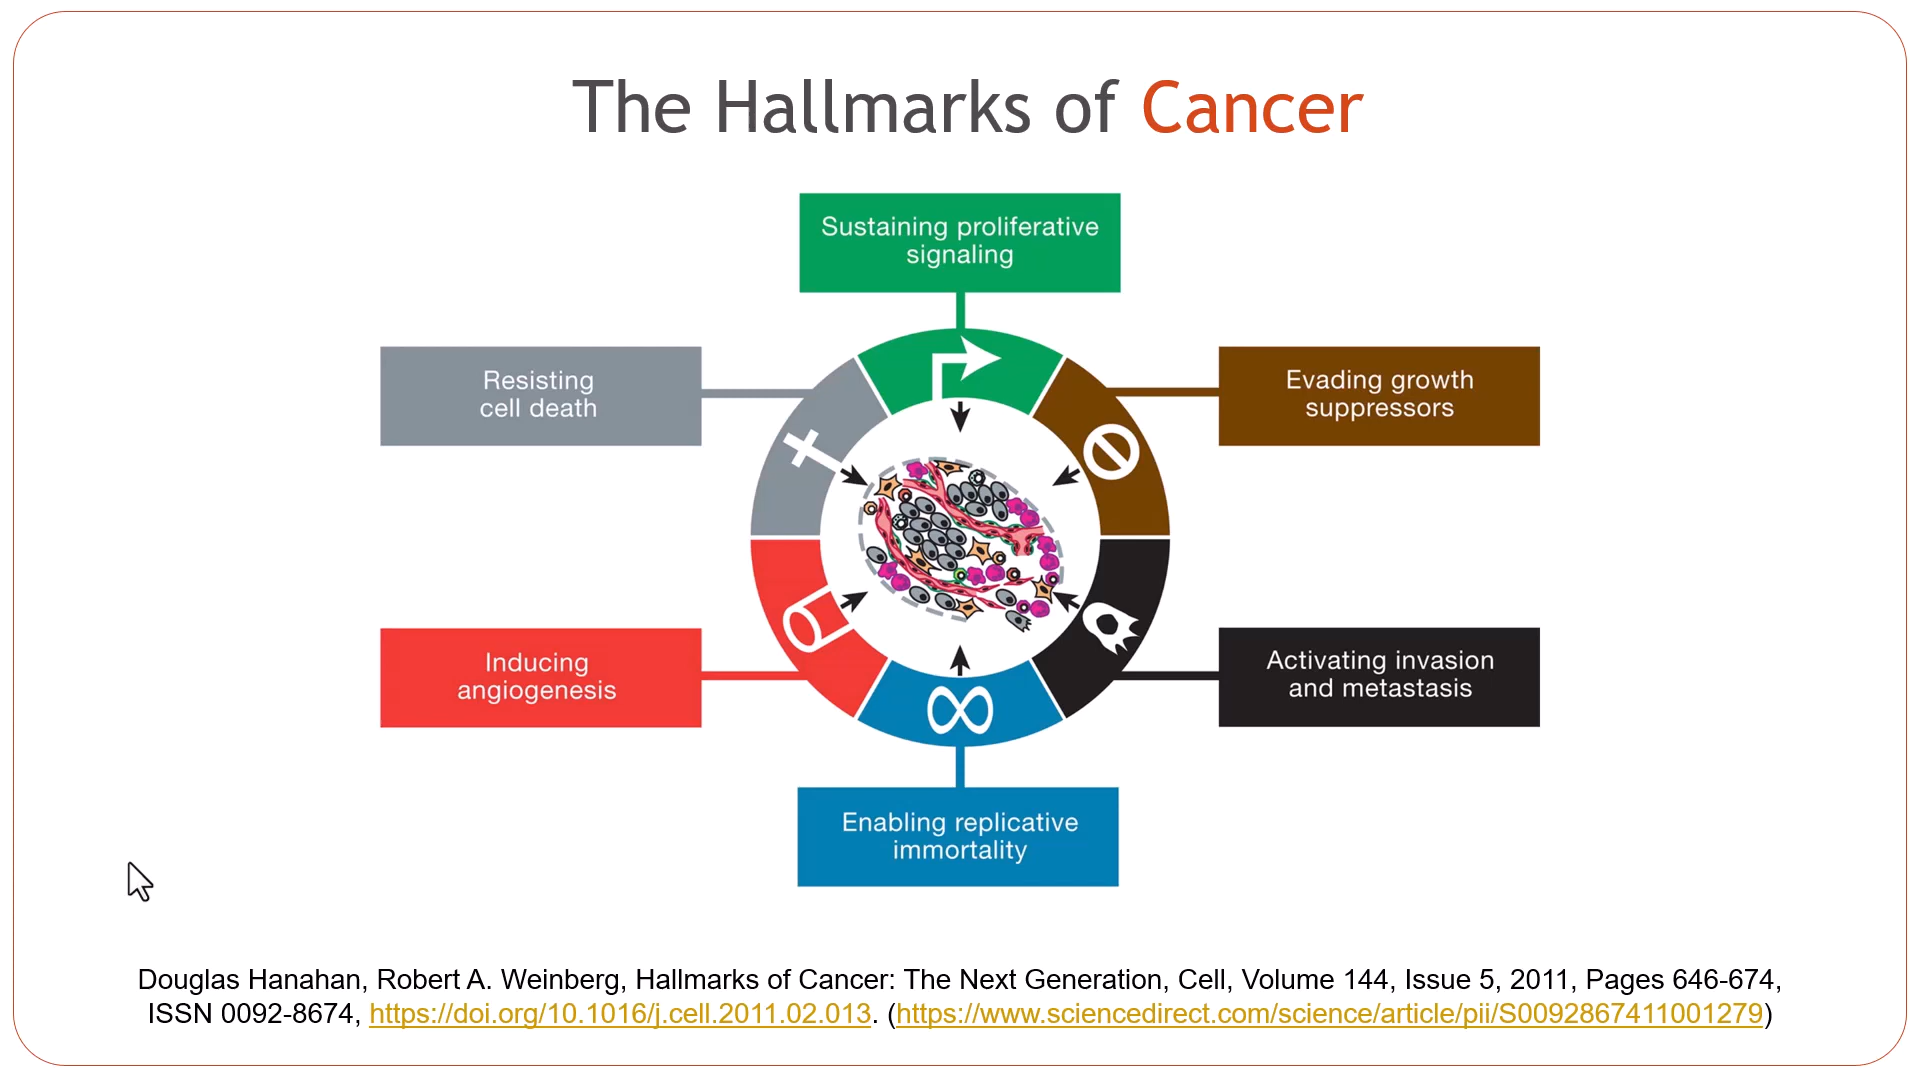 The Hallmarks of Cancer
Sustaining proliferative
signaling
Resisting
cell death
Evading growth
suppressors
Inducing
angiogenesis
Activating invasion
and metastasis
Enabling replicative
immortality
Douglas Hanahan, Robert A. Weinberg, Hallmarks of Cancer: The Next Generation, Cell, Volume 144, Issue 5, 2011, Pages 646-674,
ISSN 0092-8674, https://doi.org/10.1016/j.cell.2011.02.013. (https://www.sciencedirect.com/science/article/pii/S0092867411001279)